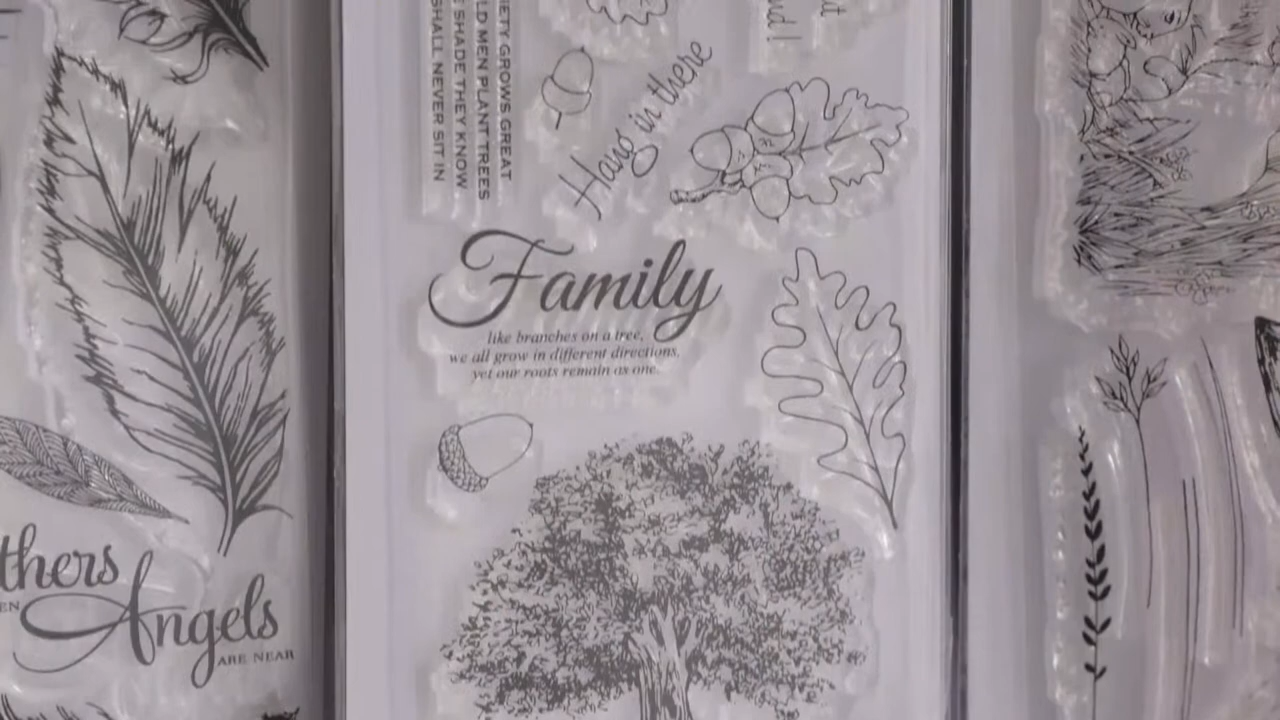 IETY GROWS GREAT
LD MEN PLANT TREES
SHADE THEY KNOW
SHALL NEVER SIT IN
Hang in there
Family
like branches on a tree,
we all grow in different directions,
yet our roots remain as one.
thers
EN
Angels
ARE NEAR